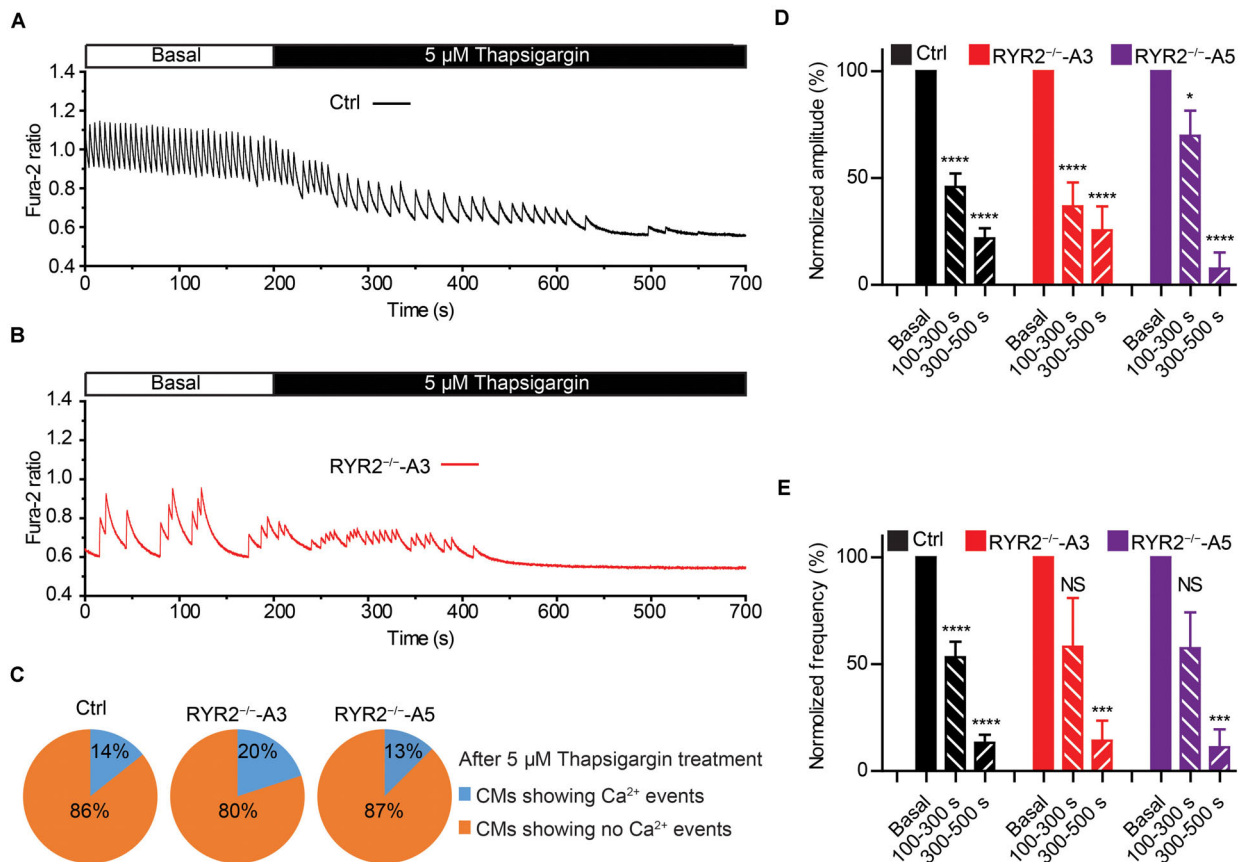 A
Basal
5 µM Thapsigargin
Ctrl
Fura-2 ratio
1.4
1.2
1.0
0.8
0.6
0.4
0 100 200 300 400 600 500 700
Time (s)
B
Basal
5 µM Thapsigargin
RYR2⁻/⁻-A3
Fura-2 ratio
1.4
1.2
1.0
0.8
0.6
0.4
0 100 200 300 400 600 500 700
Time (s)
C
Ctrl
14%
86%
RYR2⁻/⁻-A3
20%
80%
RYR2⁻/⁻-A5
13%
87%
After 5 µM Thapsigargin treatment
CMs showing Ca²⁺ events
CMs showing no Ca²⁺ events
D
Ctrl RYR2⁻/⁻-A3 RYR2⁻/⁻-A5
Normolized amplitude (%)
100
50
0
**** **** **** **** * ****
Basal 100-300 s 300-500 s Basal 100-300 s 300-500 s Basal 100-300 s 300-500 s
E
Ctrl RYR2⁻/⁻-A3 RYR2⁻/⁻-A5
Normolized frequency (%)
100
50
0
**** **** NS *** NS ***
Basal 100-300 s 300-500 s Basal 100-300 s 300-500 s Basal 100-300 s 300-500 s